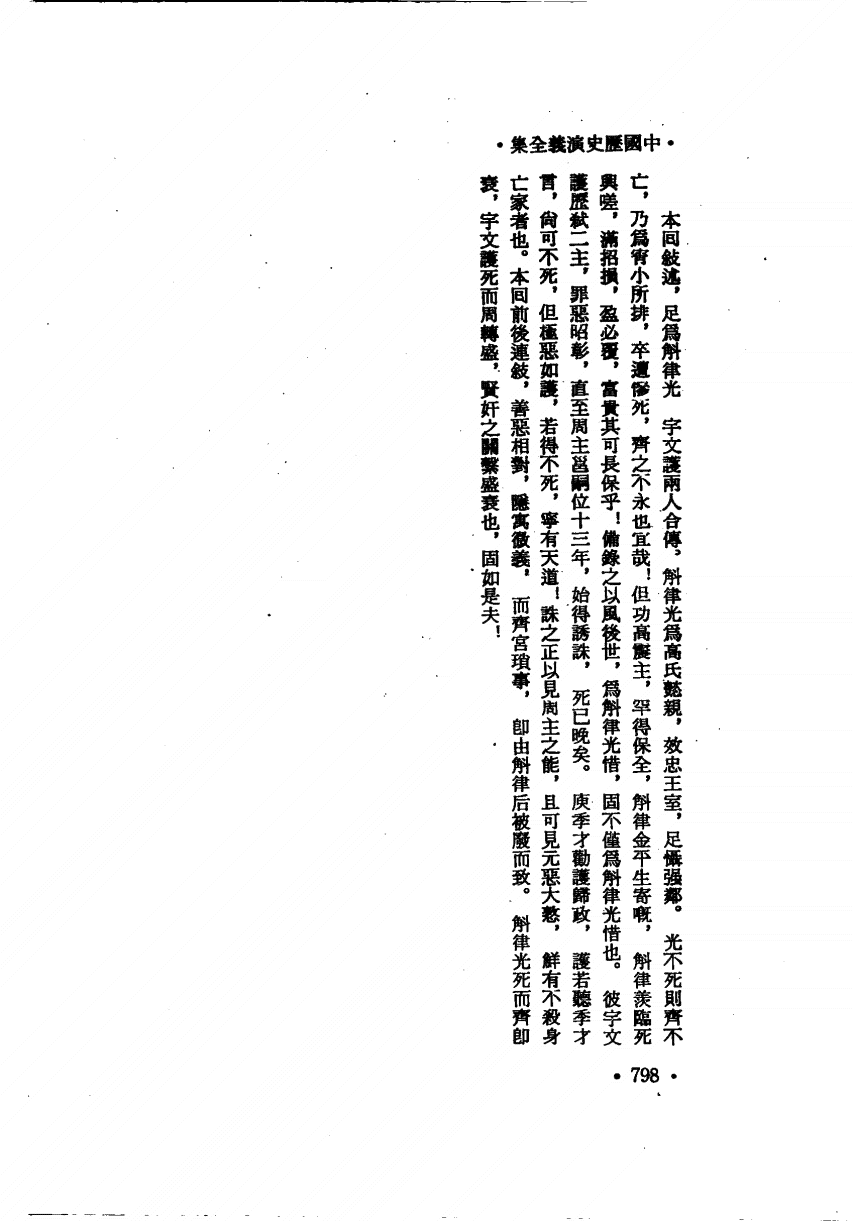 •中國歷史演義全集•
本回敍述，足爲斛律光　宇文護兩人合傳。斛律光爲高氏懿親，效忠王室，足懾强鄰。光不死則齊不
亡，乃爲宵小所排，卒遭慘死，齊之不永也宜哉！但功高震主，罕得保全，斛律金平生寄嘅，斛律羨臨死
興嗟，滿招損，盈必覆，富貴其可長保乎！備錄之以風後世，爲斛律光惜，固不僅爲斛律光惜也。彼宇文
護歷弒二主，罪惡昭彰，直至周主邕嗣位十三年，始得誘誅，死已晚矣。庾季才勸護歸政，護若聽季才
言，尙可不死，但極惡如護，若得不死，寧有天道！誅之正以見周主之能，且可見元惡大憝，鮮有不殺身
亡家者也。本回前後連敍，善惡相對，隱寓微義，而齊宮瑣事，卽由斛律后被廢而致。斛律光死而齊卽
衰，宇文護死而周轉盛，賢奸之關繫盛衰也，固如是夫！
•798•